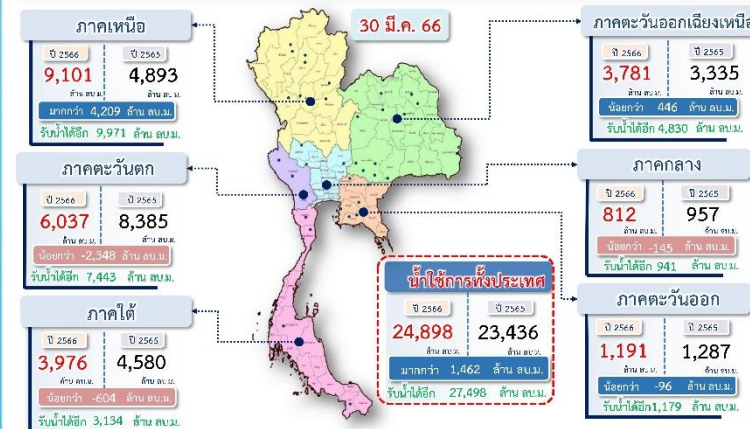 30 มี.ค. 66
ภาคเหนือ
ปี 2566 ปี 2565
9,101 4,893
ล้าน ลบ.ม. ล้าน ลบ.ม.
มากกว่า 4,209 ล้าน ลบ.ม.
รับน้ำได้อีก 9,971 ล้าน ลบ.ม.
ภาคตะวันตก
ปี 2566 ปี 2565
6,037 8,385
ล้าน ลบ.ม. ล้าน ลบ.ม.
น้อยกว่า -2,348 ล้าน ลบ.ม.
รับน้ำได้อีก 7,443 ล้าน ลบ.ม.
ภาคใต้
ปี 2566 ปี 2565
3,976 4,580
ล้าน ลบ.ม. ล้าน ลบ.ม.
น้อยกว่า -604 ล้าน ลบ.ม.
รับน้ำได้อีก 3,134 ล้าน ลบ.ม.
น้ำใช้การทั้งประเทศ
ปี 2566 ปี 2565
24,898 23,436
ล้าน ลบ.ม. ล้าน ลบ.ม.
มากกว่า 1,462 ล้าน ลบ.ม.
รับน้ำได้อีก 27,498 ล้าน ลบ.ม.
ภาคตะวันออกเฉียงเหนือ
ปี 2566 ปี 2565
3,781 3,335
ล้าน ลบ.ม. ล้าน ลบ.ม.
น้อยกว่า 446 ล้าน ลบ.ม.
รับน้ำได้อีก 4,830 ล้าน ลบ.ม.
ภาคกลาง
ปี 2566 ปี 2565
812 957
ล้าน ลบ.ม. ล้าน ลบ.ม.
น้อยกว่า -145 ล้าน ลบ.ม.
รับน้ำได้อีก 941 ล้าน ลบ.ม.
ภาคตะวันออก
ปี 2566 ปี 2565
1,191 1,287
ล้าน ลบ.ม. ล้าน ลบ.ม.
น้อยกว่า -96 ล้าน ลบ.ม.
รับน้ำได้อีก1,179 ล้าน ลบ.ม.